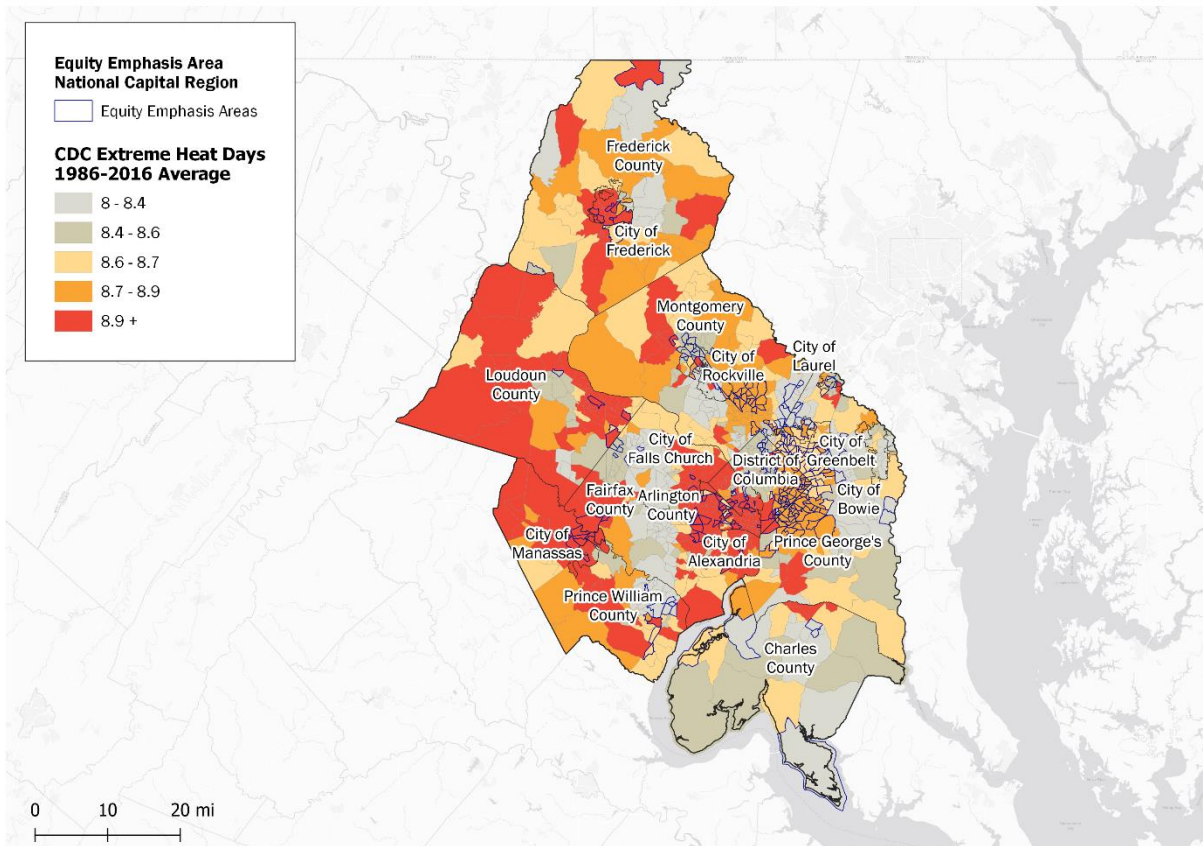 Equity Emphasis Area
National Capital Region
Equity Emphasis Areas
CDC Extreme Heat Days
1986-2016 Average
8 - 8.4
8.4 - 8.6
8.6 - 8.7
8.7 - 8.9
8.9 +
Frederick
County
City of
Frederick
Montgomery
County
City of
Rockville
City of
Laurel
Loudoun
County
City of
Falls Church
District of
Columbia
City of
Greenbelt
City of
Bowie
Fairfax
County
Arlington
County
City of
Manassas
City of
Alexandria
Prince George's
County
Prince William
County
Charles
County
0 10 20 mi